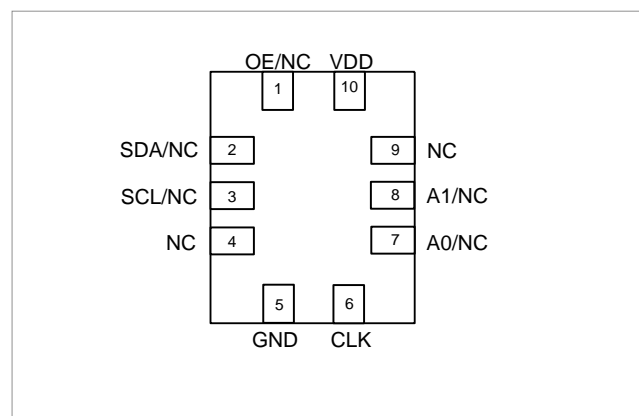 OE/NC VDD
1 10
SDA/NC 2 9 NC
SCL/NC 3 8 A1/NC
NC 4 7 A0/NC
5 6
GND CLK